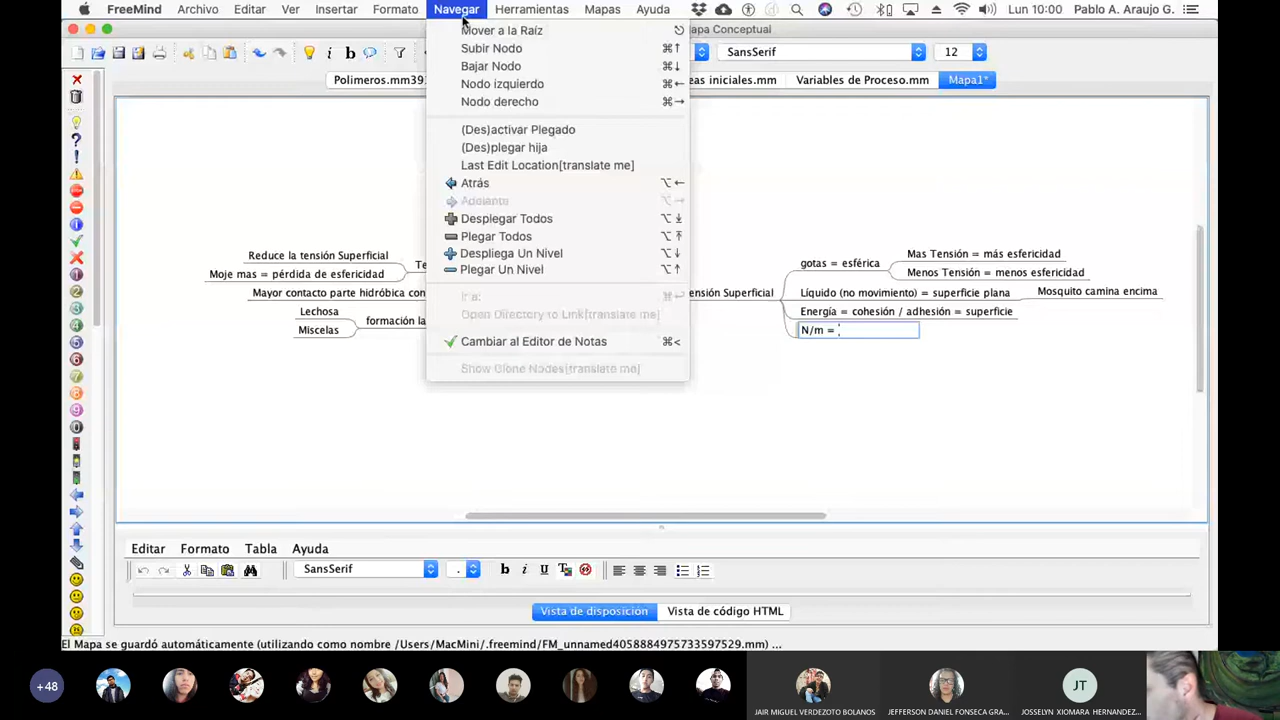 FreeMind Archivo Editar Ver Insertar Formato Navegar Herramientas Mapas Ayuda Lun 10:00 Pablo A. Araujo G.
Mapa Conceptual
SansSerif 12
Polimeros.mm391
eas iniciales.mm Variables de Proceso.mm Mapa1*
Mover a la Raíz
Subir Nodo ⌘↑
Bajar Nodo ⌘↓
Nodo izquierdo ⌘←
Nodo derecho ⌘→
(Des)activar Plegado
(Des)plegar hija
Last Edit Location[translate me]
Atrás ⌥←
Adelante ⌥→
Desplegar Todos
Plegar Todos
Despliega Un Nivel ⌥↓
Plegar Un Nivel ⌥↑
Ir a:
Open Directory to Link[translate me]
Cambiar al Editor de Notas ⌘<
Show Clone Nodes[translate me]
Reduce la tensión Superficial
Moje mas = pérdida de esfericidad
Te
Mayor contacto parte hidróbica con
Lechosa
Miscelas
formación la
ensión Superficial
gotas = esférica
Mas Tensión = más esfericidad
Menos Tensión = menos esfericidad
Líquido (no movimiento) = superficie plana
Mosquito camina encima
Energía = cohesión / adhesión = superficie
N/m =
Editar Formato Tabla Ayuda
SansSerif
Vista de disposición Vista de código HTML
El Mapa se guardó automáticamente (utilizando como nombre /Users/MacMini/.freemind/FM_unnamed4058884975733597529.mm) ...
+48
JT
JAIR MIGUEL VERDEZOTO BOLANOS
JEFFERSON DANIEL FONSECA GRA...
JOSSELYN XIOMARA HERNANDEZ...